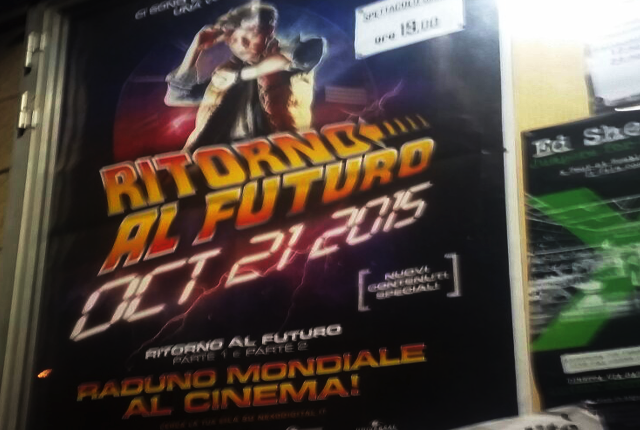 SPETTACOLO
ore 19.00
RITORNO
AL FUTURO
OCT 21 2015
[NUOVI
CONTENUTI
SPECIALI]
RITORNO AL FUTURO
PARTE 1 e PARTE 2
RADUNO MONDIALE
AL CINEMA!
Ed She